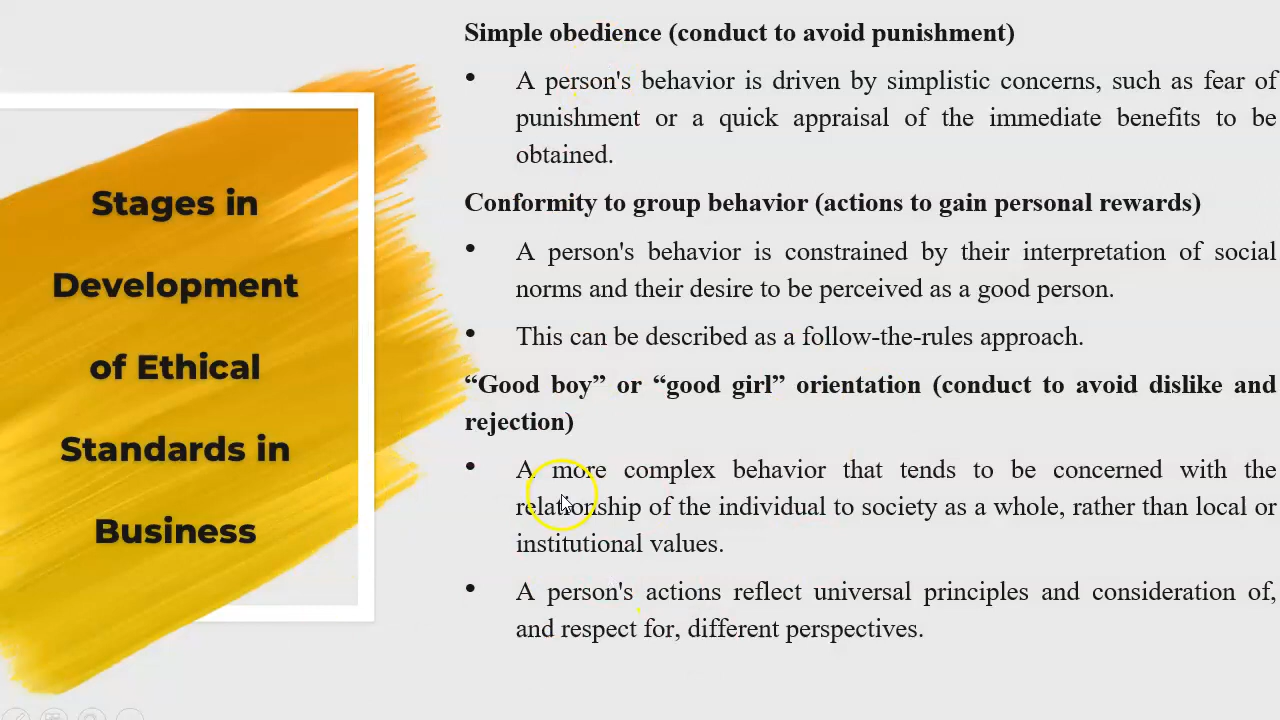 Stages in
Development
of Ethical
Standards in
Business
Simple obedience (conduct to avoid punishment)
• A person's behavior is driven by simplistic concerns, such as fear of
punishment or a quick appraisal of the immediate benefits to be
obtained.
Conformity to group behavior (actions to gain personal rewards)
• A person's behavior is constrained by their interpretation of social
norms and their desire to be perceived as a good person.
• This can be described as a follow-the-rules approach.
“Good boy” or “good girl” orientation (conduct to avoid dislike and
rejection)
• A more complex behavior that tends to be concerned with the
relationship of the individual to society as a whole, rather than local or
institutional values.
• A person's actions reflect universal principles and consideration of,
and respect for, different perspectives.